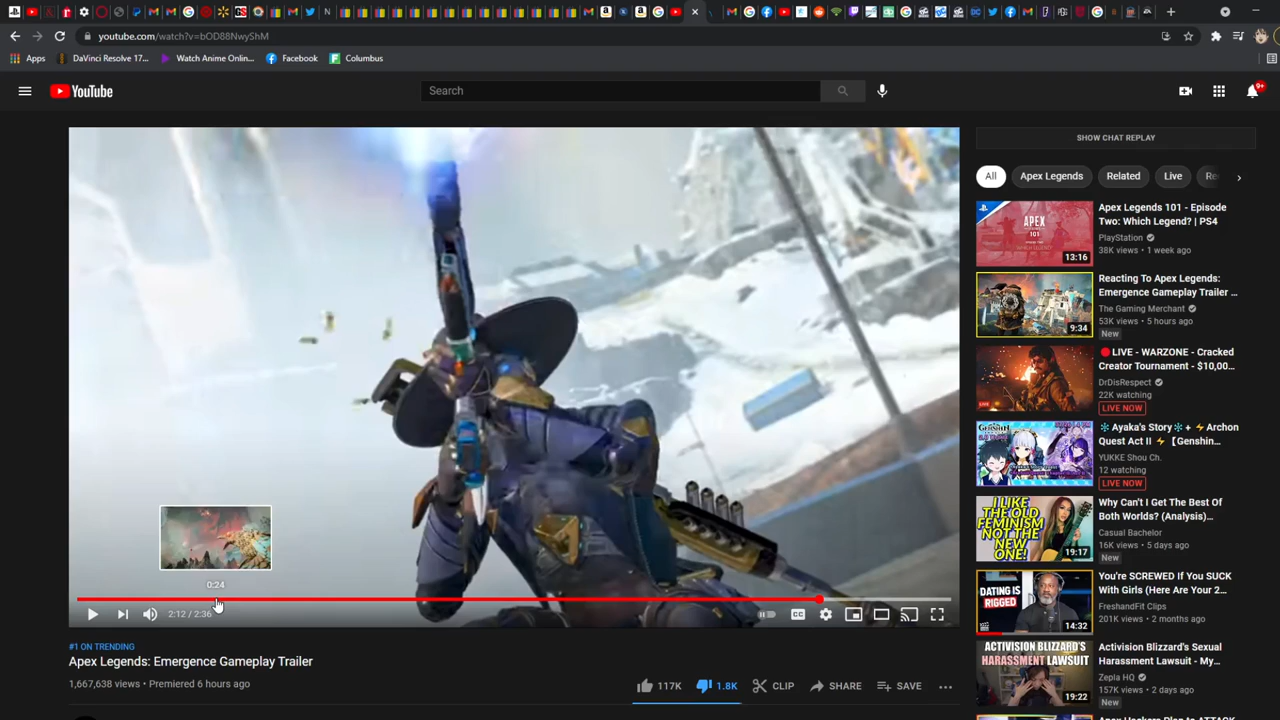 youtube.com/watch?v=bOD88NwyShM
Apps
DaVinci Resolve 17...
Watch Anime Onlin...
Facebook
Columbus
YouTube
Search
9+
SHOW CHAT REPLAY
All
Apex Legends
Related
Live
Re
Apex Legends 101 - Episode
Two: Which Legend? | PS4
PlayStation
38K views • 1 week ago
APEX
101
13:16
Reacting To Apex Legends:
Emergence Gameplay Trailer ...
The Gaming Merchant
53K views • 5 hours ago
New
9:34
LIVE - WARZONE - Cracked
Creator Tournament - $10,00...
DrDisRespect
22K watching
LIVE NOW
Ayaka's Story❄ + ⚡Archon
Quest Act II ⚡【Genshin...
YUKKE Shou Ch.
12 watching
LIVE NOW
Why Can't I Get The Best Of
Both Worlds? (Analysis)...
Casual Bachelor
16K views • 5 days ago
New
I LIKE
THE OLD
FEMINISM
NOT THE
NEW
ONE!
19:17
You're SCREWED If You SUCK
With Girls (Here Are Your 2...
FreshandFit Clips
201K views • 2 months ago
DATING IS
RIGGED
14:32
Activision Blizzard's Sexual
Harassment Lawsuit - My...
Zepla HQ
157K views • 2 days ago
New
ACTIVISION BLIZZARD'S
HARASSMENT LAWSUIT
19:22
0:24
2:12 / 2:36
CC
#1 ON TRENDING
Apex Legends: Emergence Gameplay Trailer
1,667,638 views • Premiered 6 hours ago
117K
1.8K
CLIP
SHARE
SAVE